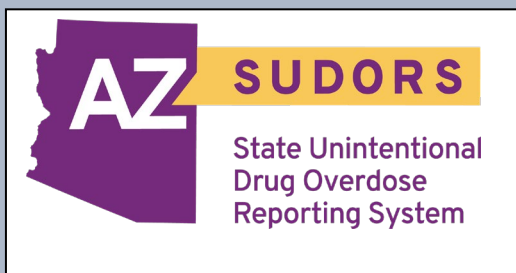 AZ
SUDORS
State Unintentional
Drug Overdose
Reporting System